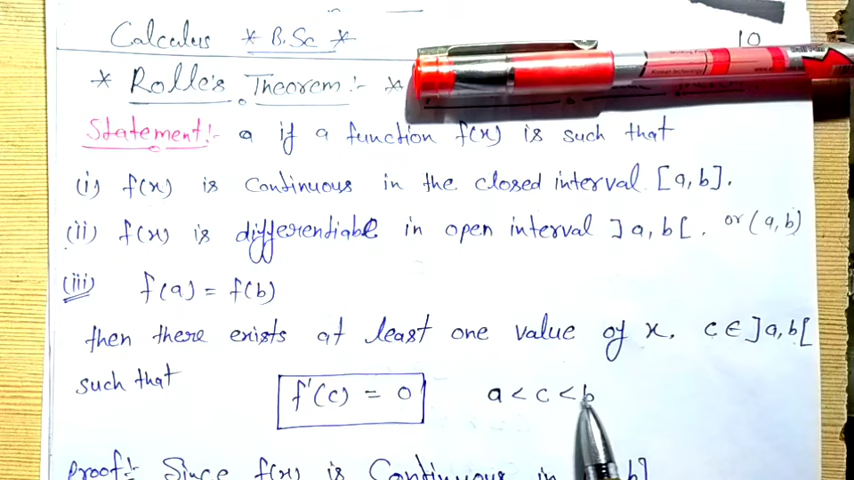 Calculus * B.Sc * 10
* Rolle's Theorem :- *
Statement:- a if a function f(x) is such that
(i) f(x) is continuous in the closed interval [a,b].
(ii) f(x) is differentiable in open interval ]a,b[. or (a,b)
(iii) f(a) = f(b)
then there exists at least one value of x, c ∈ ]a,b[
such that f'(c) = 0 a < c < b
Proof:- Since f(x) is Continuous in b]